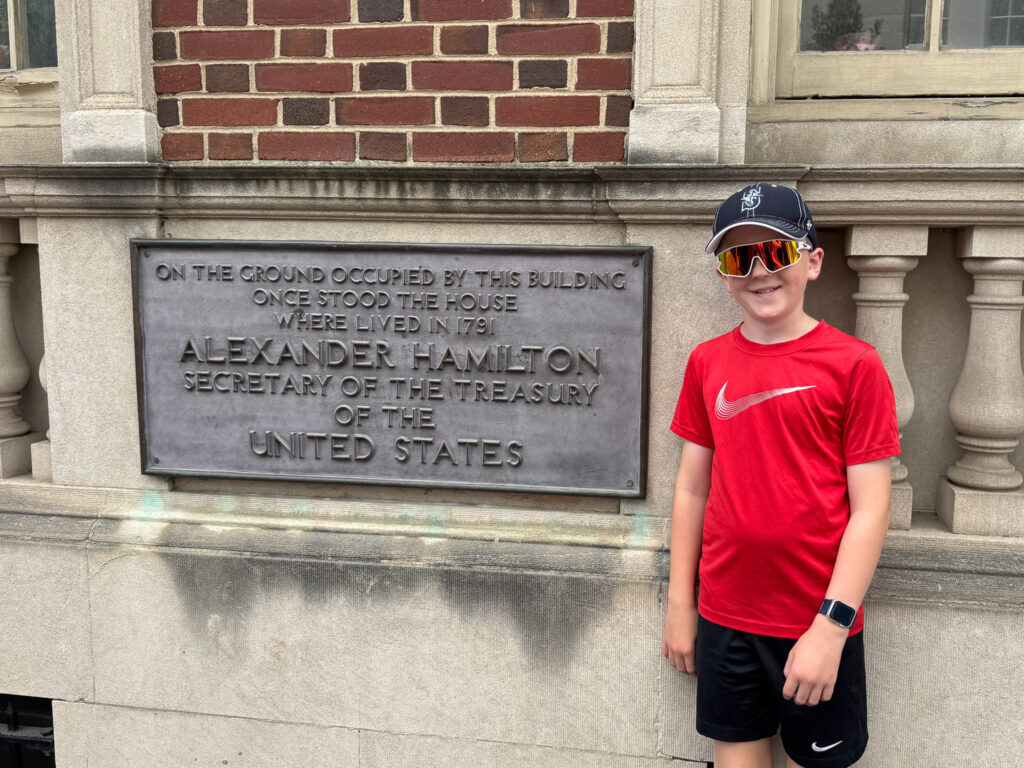 ON THE GROUND OCCUPIED BY THIS BUILDING
ONCE STOOD THE HOUSE
WHERE LIVED IN 1791
ALEXANDER HAMILTON
SECRETARY OF THE TREASURY
OF THE
UNITED STATES